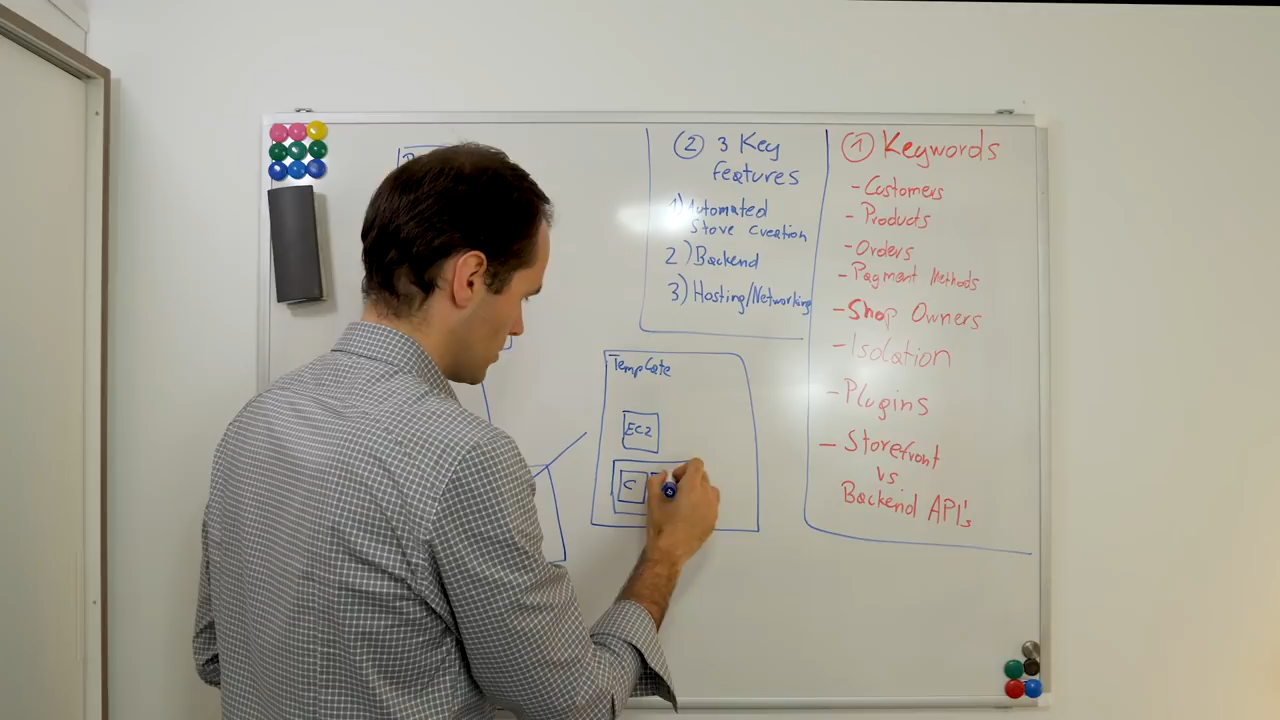 ② 3 Key
Features
1) Automated
Store Creation
2) Backend
3) Hosting/Networking
① Keywords
- Customers
- Products
- Orders
- Payment Methods
- Shop Owners
- Isolation
- Plugins
- Storefront
vs
Backend API's
Template
EC2
C